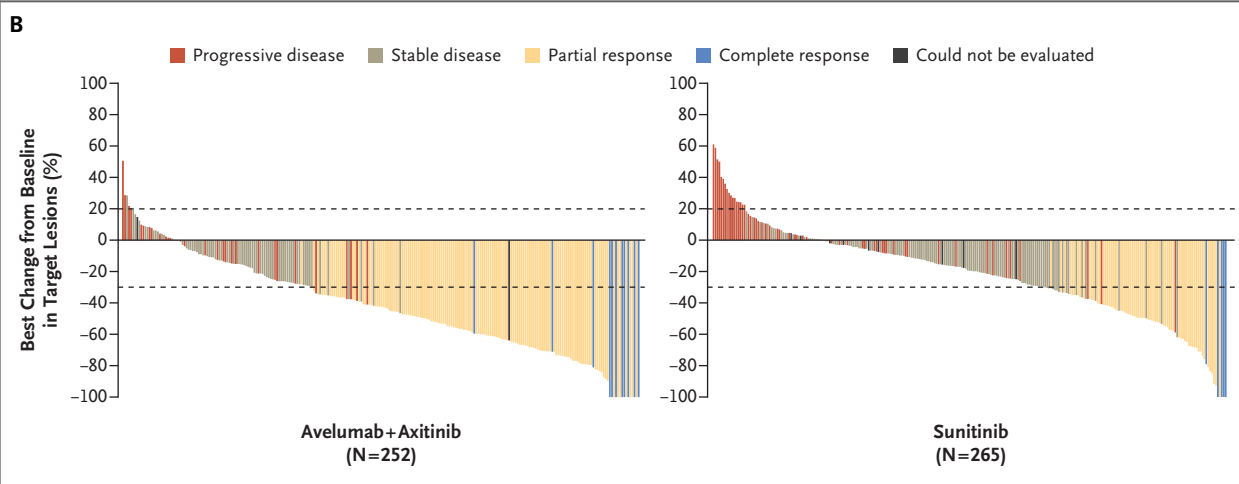 B
Progressive disease
Stable disease
Partial response
Complete response
Could not be evaluated
Best Change from Baseline
in Target Lesions (%)
100
80
60
40
20
0
−20
−40
−60
−80
−100
Avelumab+Axitinib
(N=252)
100
80
60
40
20
0
−20
−40
−60
−80
−100
Sunitinib
(N=265)